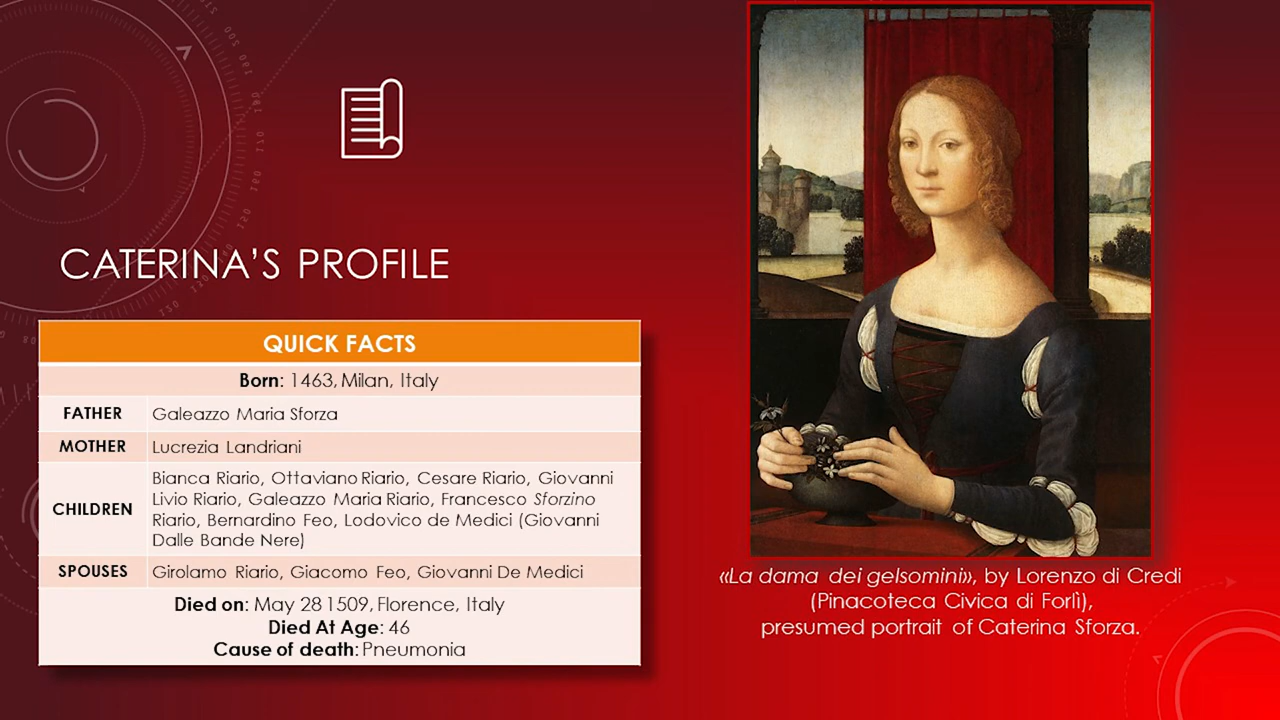 CATERINA'S PROFILE
QUICK FACTS
Born: 1463, Milan, Italy
FATHER Galeazzo Maria Sforza
MOTHER Lucrezia Landriani
CHILDREN Bianca Riario, Ottaviano Riario, Cesare Riario, Giovanni
Livio Riario, Galeazzo Maria Riario, Francesco Sforzino
Riario, Bernardino Feo, Lodovico de Medici (Giovanni
Dalle Bande Nere)
SPOUSES Girolamo Riario, Giacomo Feo, Giovanni De Medici
Died on: May 28 1509, Florence, Italy
Died At Age: 46
Cause of death: Pneumonia
«La dama dei gelsomini», by Lorenzo di Credi
(Pinacoteca Civica di Forlì),
presumed portrait of Caterina Sforza.